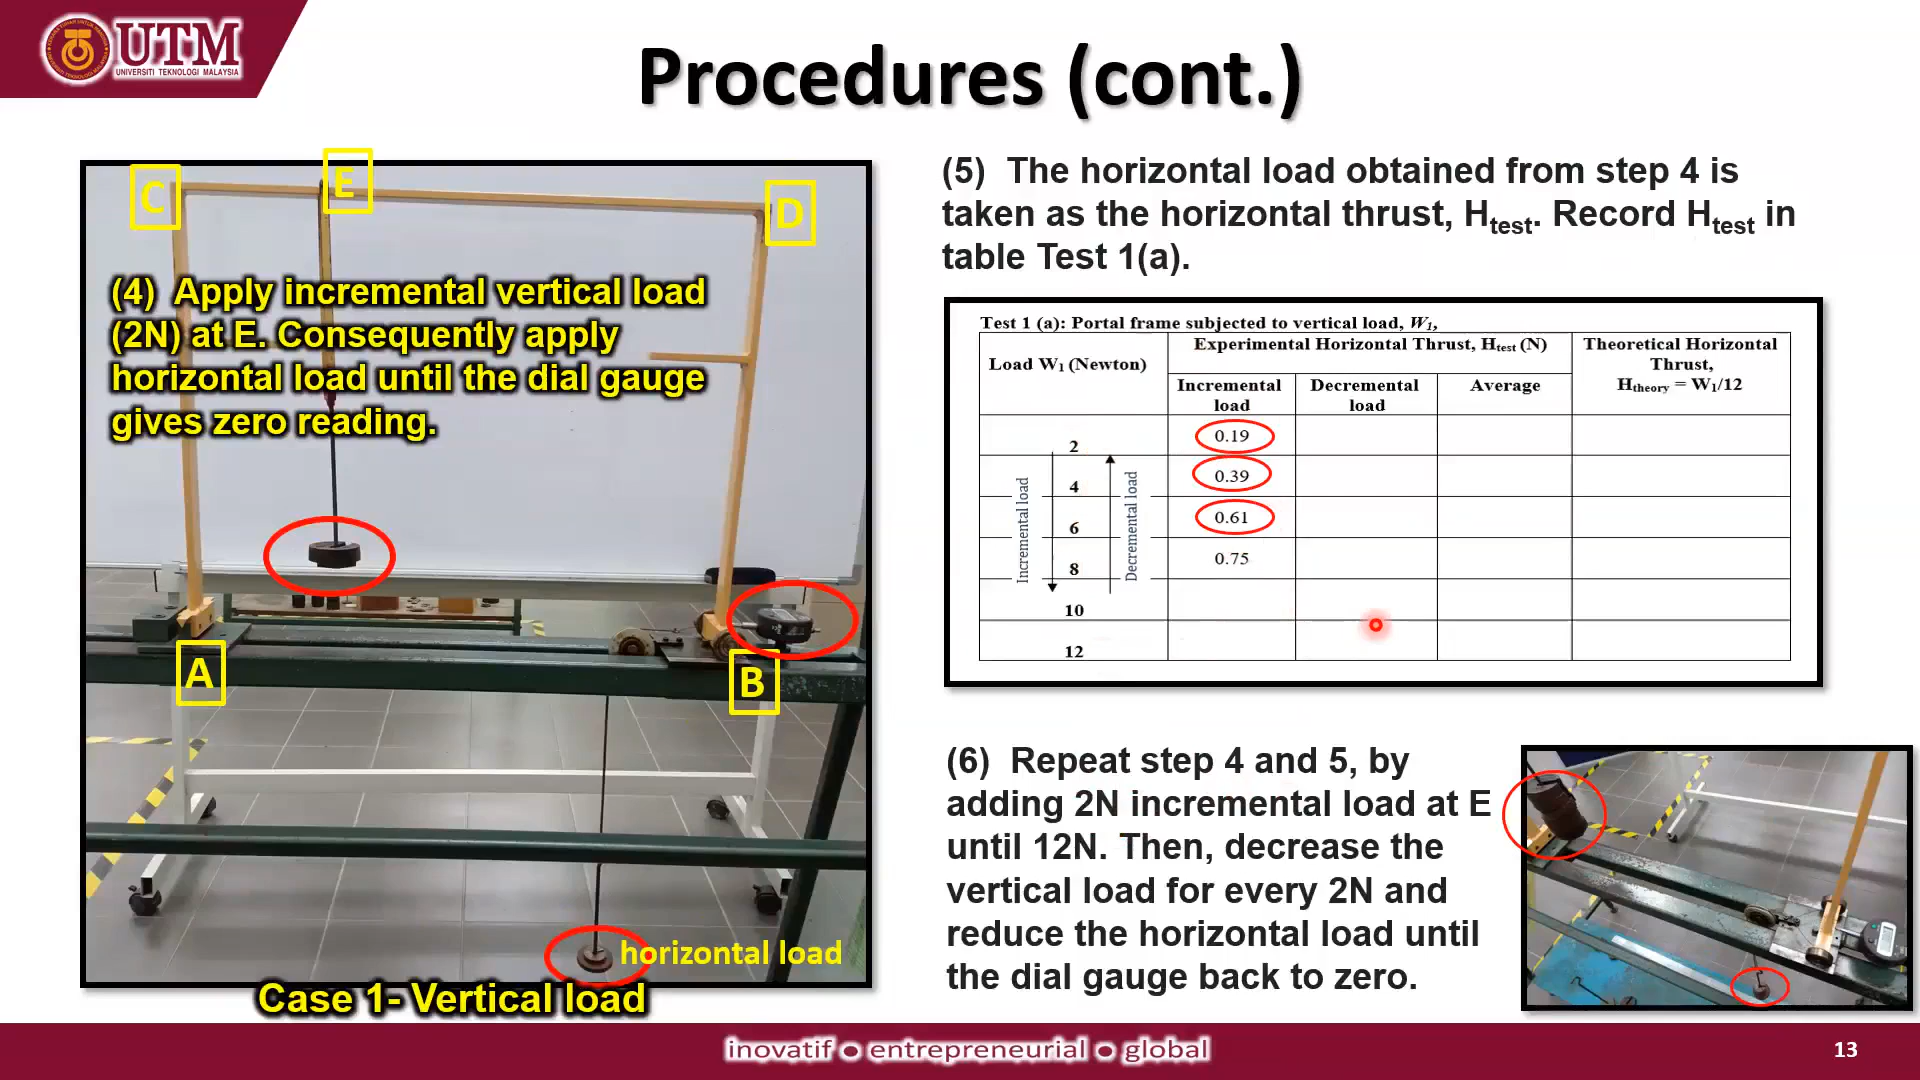 UTM
UNIVERSITI TEKNOLOGI MALAYSIA
Procedures (cont.)
C
E
D
(4) Apply incremental vertical load
(2N) at E. Consequently apply
horizontal load until the dial gauge
gives zero reading.
A
B
horizontal load
Case 1- Vertical load
(5) The horizontal load obtained from step 4 is
taken as the horizontal thrust, Htest. Record Htest in
table Test 1(a).
Test 1 (a): Portal frame subjected to vertical load, W1,
Load W1 (Newton)
Experimental Horizontal Thrust, Htest (N)
Theoretical Horizontal
Thrust,
Htheory = W1/12
Incremental
load
Decremental
load
Average
2
0.19
4
0.39
6
0.61
8
0.75
10
12
Incremental load
Decremental load
(6) Repeat step 4 and 5, by
adding 2N incremental load at E
until 12N. Then, decrease the
vertical load for every 2N and
reduce the horizontal load until
the dial gauge back to zero.
inovatif ● entrepreneurial ● global
13